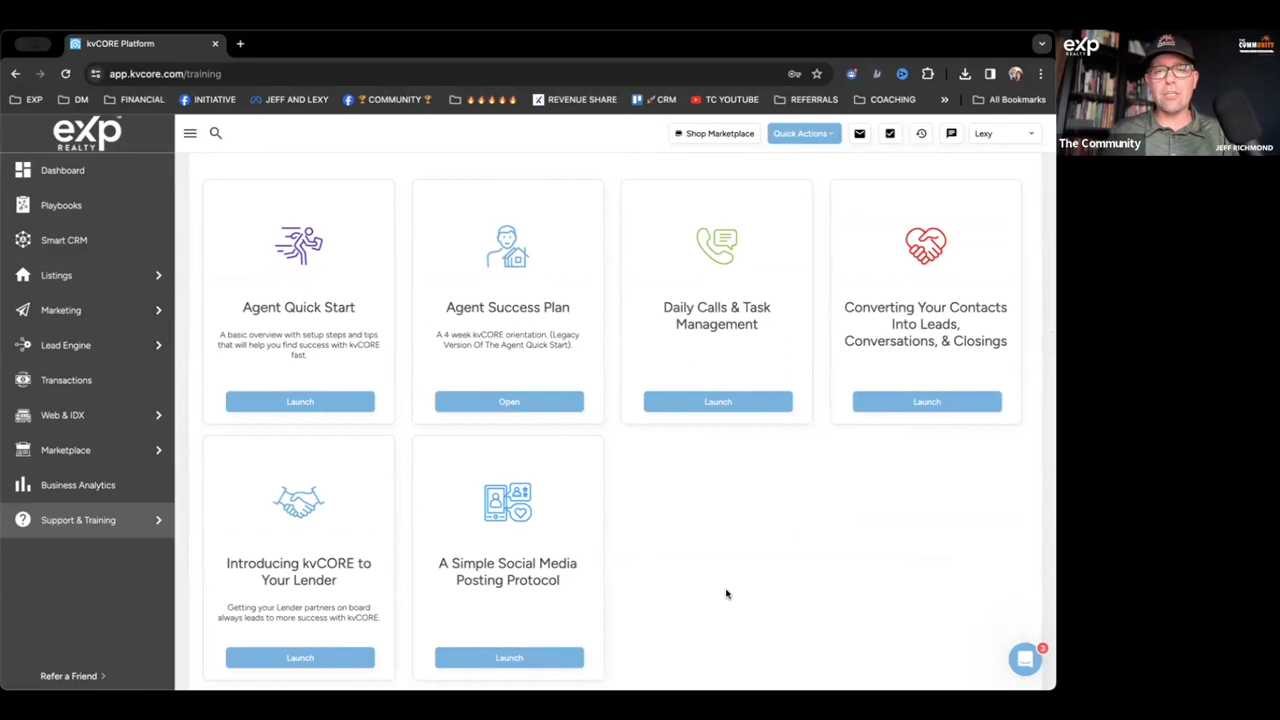 kvCORE Platform
app.kvcore.com/training
EXP
DM
FINANCIAL
INITIATIVE
JEFF AND LEXY
COMMUNITY
REVENUE SHARE
CRM
TC YOUTUBE
REFERRALS
COACHING
All Bookmarks
exp
REALTY
Shop Marketplace
Quick Actions
Lexy
Dashboard
Playbooks
Smart CRM
Listings
Marketing
Lead Engine
Transactions
Web & IDX
Marketplace
Business Analytics
Support & Training
Refer a Friend
Agent Quick Start
A basic overview with setup steps and tips
that will help you find success with kvCORE
fast.
Launch
Agent Success Plan
A 4 week kvCORE orientation. (Legacy
Version Of The Agent Quick Start).
Open
Daily Calls & Task
Management
Launch
Converting Your Contacts
Into Leads,
Conversations, & Closings
Launch
Introducing kvCORE to
Your Lender
Getting your Lender partners on board
always leads to more success with kvCORE.
Launch
A Simple Social Media
Posting Protocol
Launch
3
exp
REALTY
THE
COMMUNITY
The Community
JEFF RICHMOND